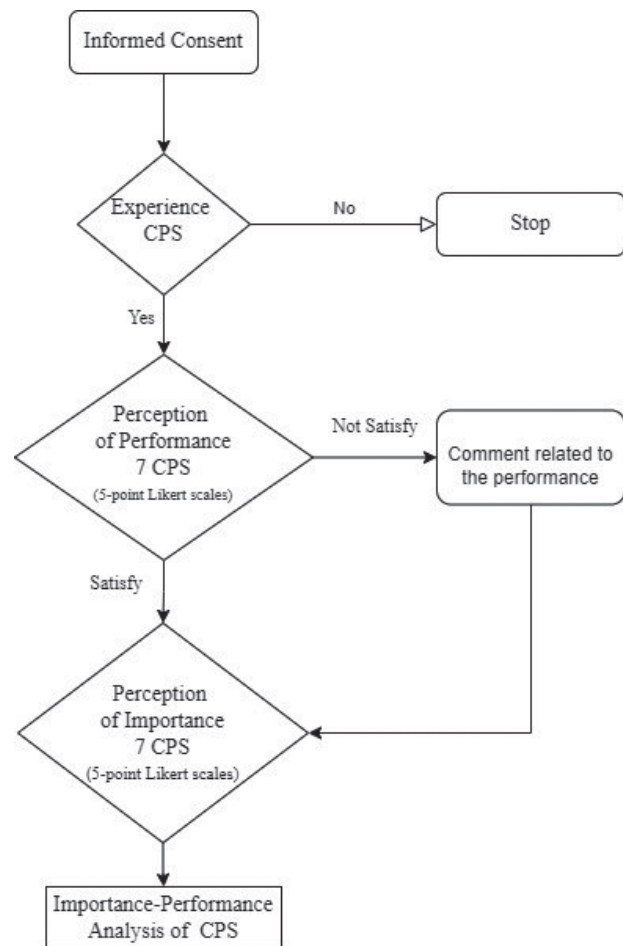 Informed Consent
Experience
CPS
No
Stop
Yes
Perception
of Performance
7 CPS
(5-point Likert scales)
Not Satisfy
Comment related to
the performance
Satisfy
Perception
of Importance
7 CPS
(5-point Likert scales)
Importance-Performance
Analysis of CPS